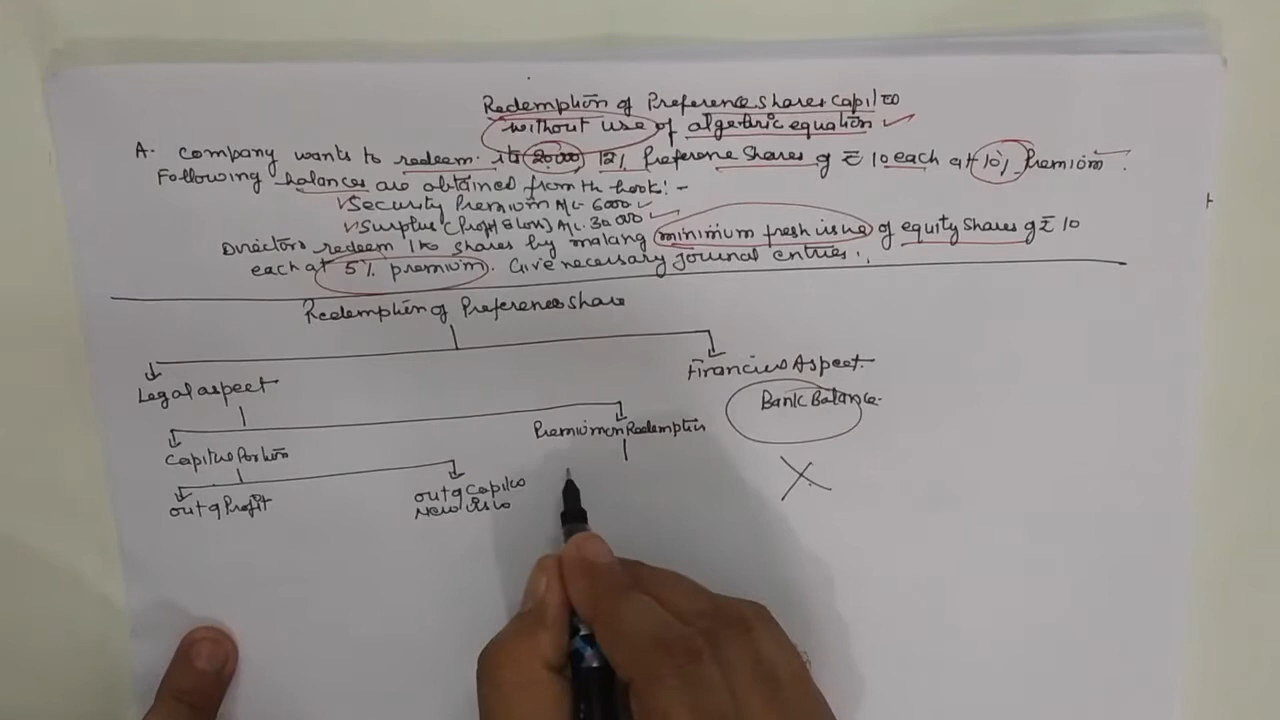 Redemption of Preference share capital
without use of algebric equation
A. company wants to redeem its 2000, 12% Preference Shares of ₹ 10 each at 10% Premium.
Following balances are obtained from th book:-
Security Premium A/c 6000
Surplus (Profit & Loss) A/c. 30 000
Directors redeem the shares by making minimum fresh issue of equity shares of ₹ 10
each at 5% premium. Give necessary journal entries.
Redemption of Preference Share
Legal aspect
Financial Aspect.
Bank Balance.
Capital Portion
Premium on Redemption
out of Profit
out of Capital
New